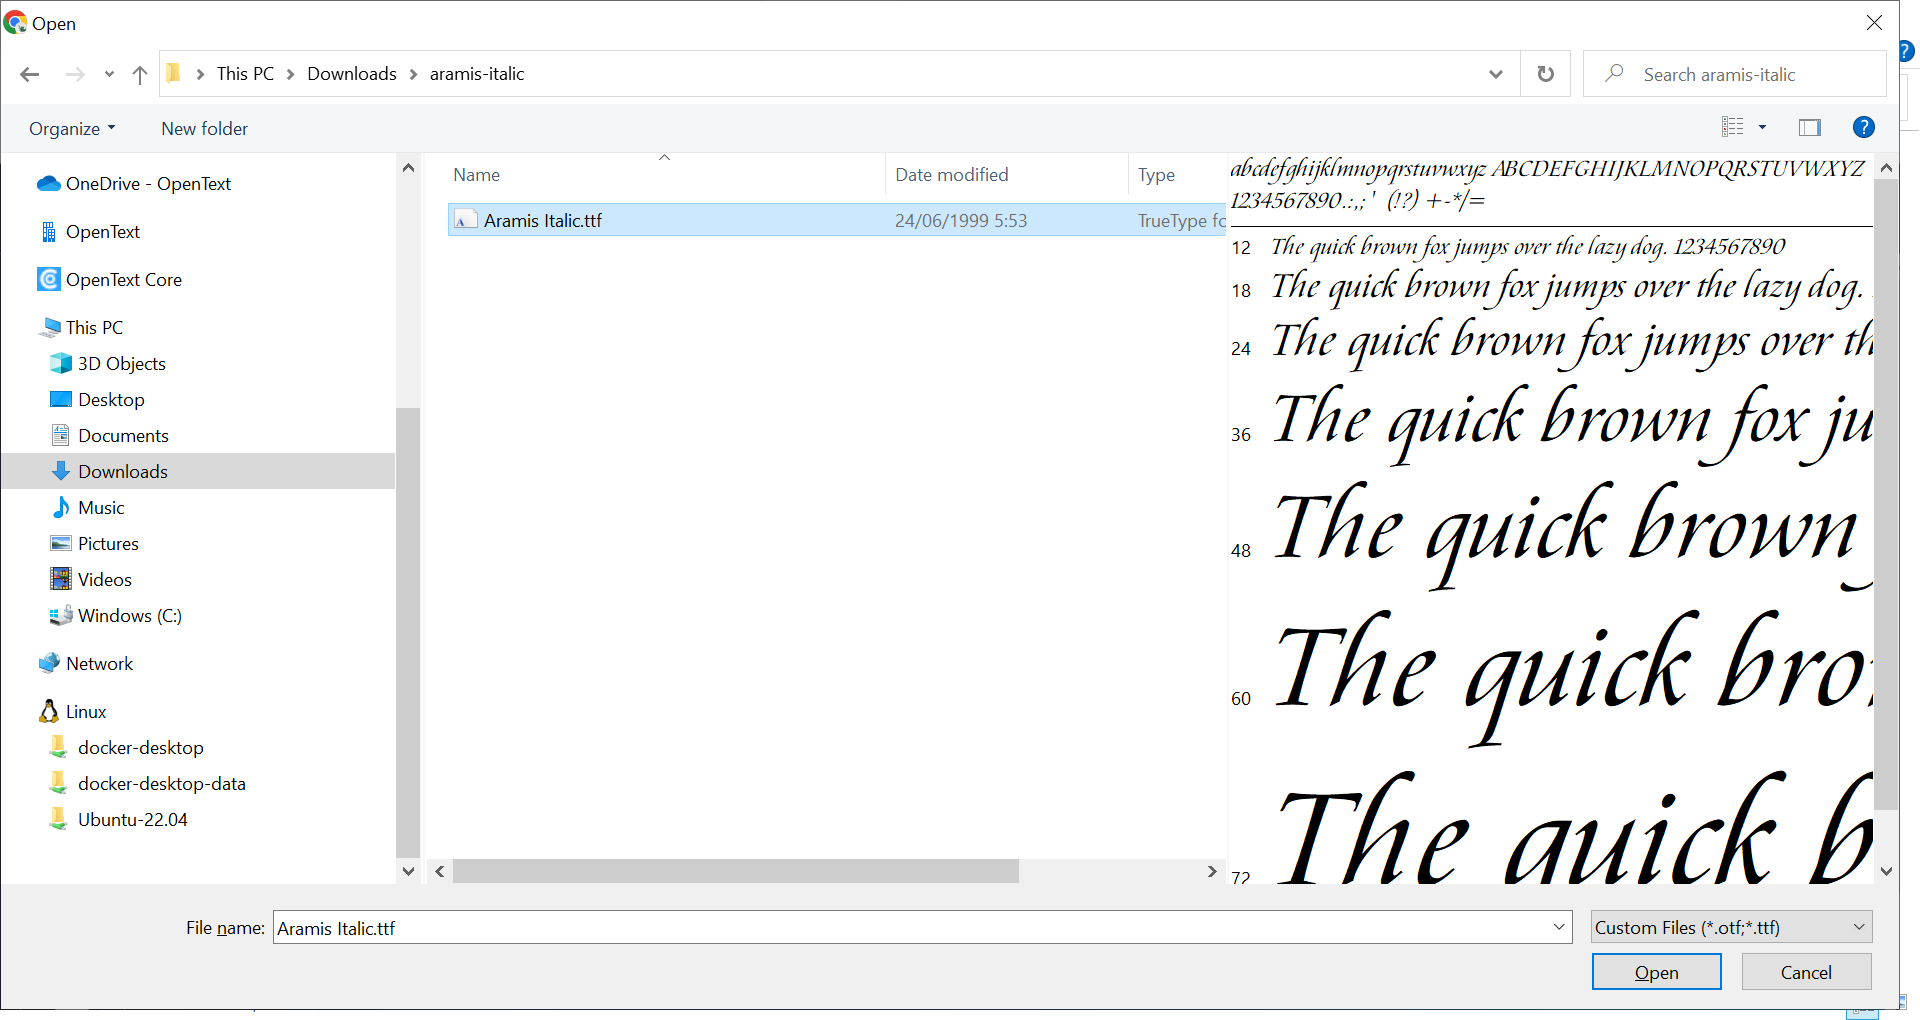 Open
This PC > Downloads > aramis-italic
Search aramis-italic
Organize
New folder
?
OneDrive - OpenText
OpenText
OpenText Core
This PC
3D Objects
Desktop
Documents
Downloads
Music
Pictures
Videos
Windows (C:)
Network
Linux
docker-desktop
docker-desktop-data
Ubuntu-22.04
Name Date modified Type
Aramis Italic.ttf 24/06/1999 5:53 TrueType fo
abcdefghijklmnopqrstuvwxyz ABCDEFGHIJKLMNOPQRSTUVWXYZ
1234567890.:,; ' (!?) +-*/=
12 The quick brown fox jumps over the lazy dog. 1234567890
18 The quick brown fox jumps over the lazy dog.
24 The quick brown fox jumps over th
36 The quick brown fox ju
48 The quick brown
60 The quick bro
72 The quick b
File name: Aramis Italic.ttf
Custom Files (*.otf;*.ttf)
Open Cancel